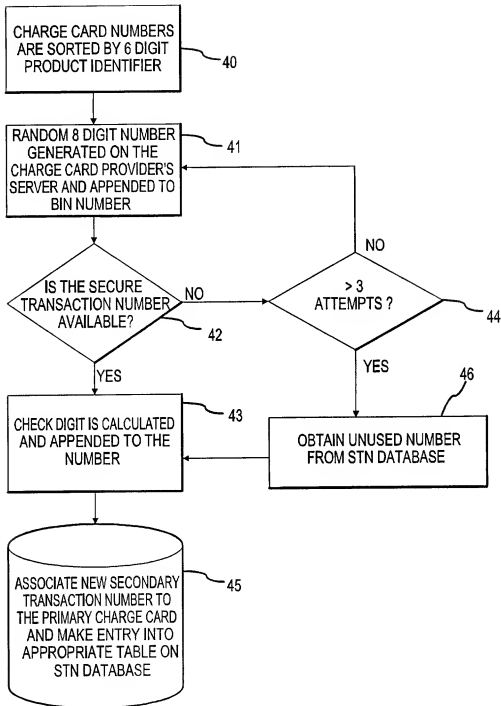 CHARGE CARD NUMBERS
ARE SORTED BY 6 DIGIT
PRODUCT IDENTIFIER
40
RANDOM 8 DIGIT NUMBER
GENERATED ON THE
CHARGE CARD PROVIDER'S
SERVER AND APPENDED TO
BIN NUMBER
41
IS THE SECURE
TRANSACTION NUMBER
AVAILABLE?
42
NO
YES
> 3
ATTEMPTS ?
44
NO
YES
CHECK DIGIT IS CALCULATED
AND APPENDED TO THE
NUMBER
43
OBTAIN UNUSED NUMBER
FROM STN DATABASE
46
ASSOCIATE NEW SECONDARY
TRANSACTION NUMBER TO
THE PRIMARY CHARGE CARD
AND MAKE ENTRY INTO
APPROPRIATE TABLE ON
STN DATABASE
45